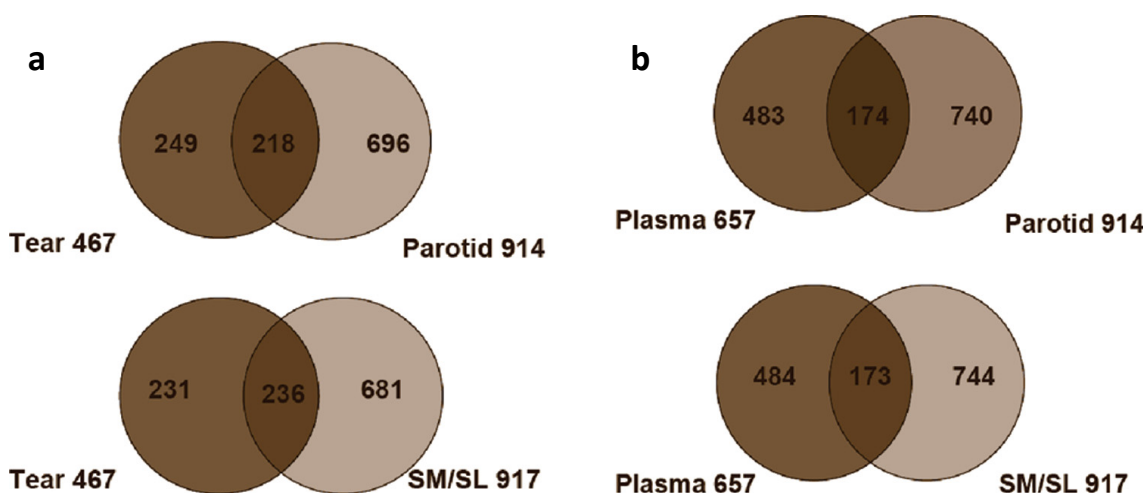 a
249 218 696
Tear 467 Parotid 914
231 236 681
Tear 467 SM/SL 917
b
483 174 740
Plasma 657 Parotid 914
484 173 744
Plasma 657 SM/SL 917